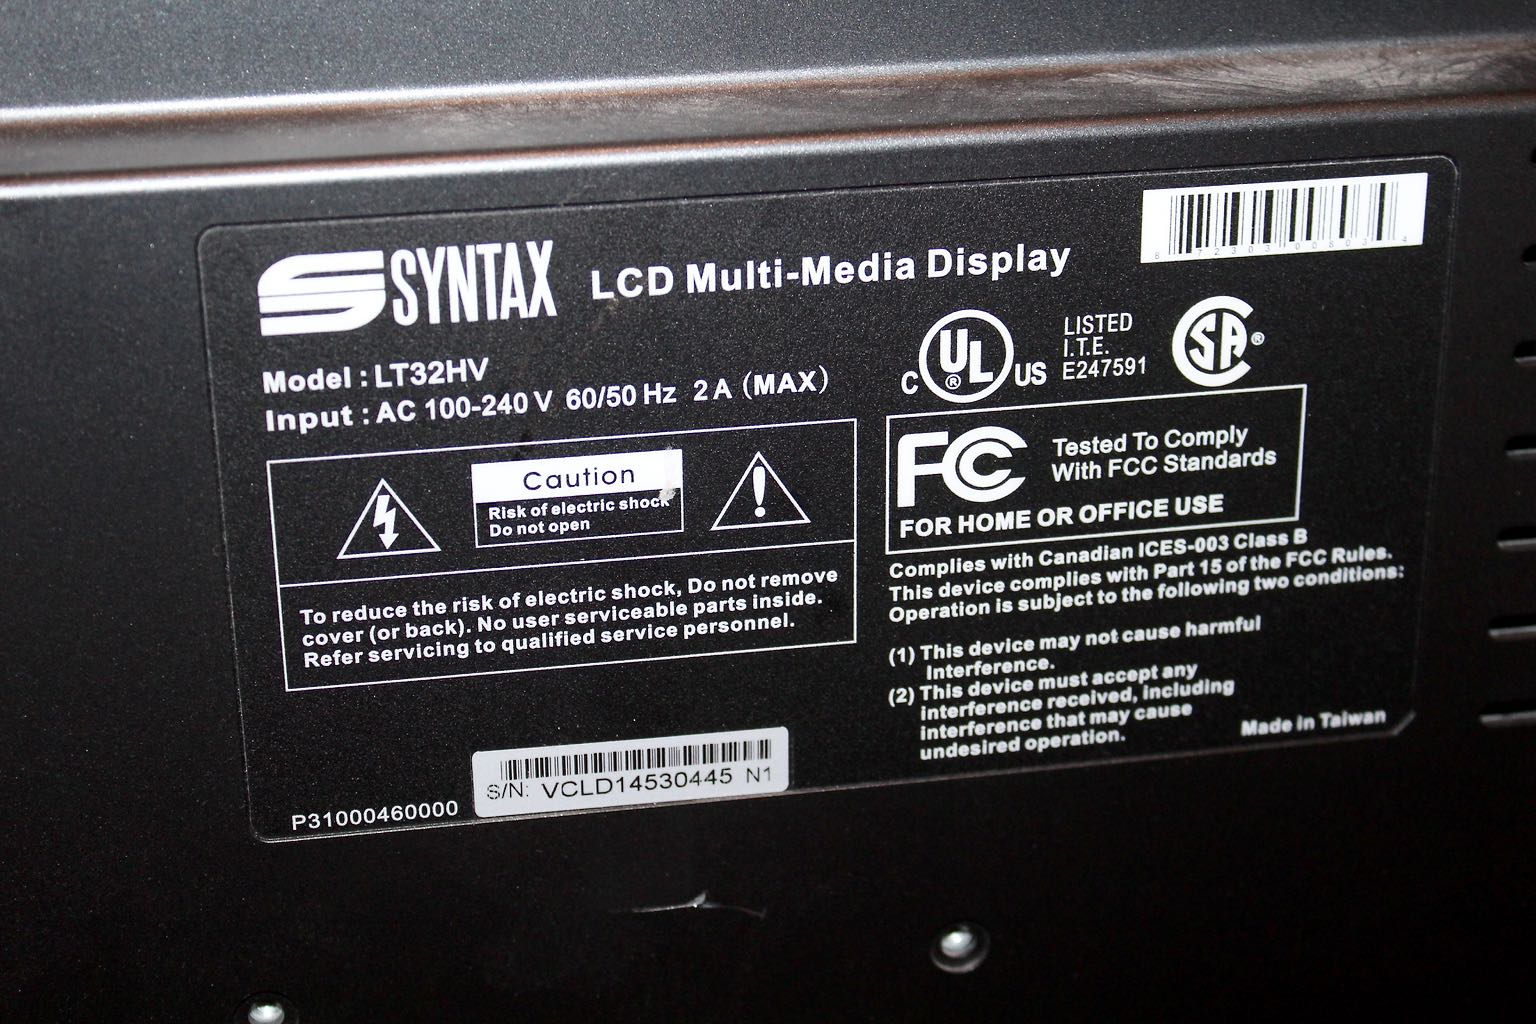 SYNTAX LCD Multi-Media Display
Model : LT32HV
Input : AC 100-240 V 60/50 Hz 2 A (MAX)
C UL ® US
LISTED
I.T.E.
E247591
SA ®
Caution
Risk of electric shock
Do not open
To reduce the risk of electric shock, Do not remove
cover (or back). No user serviceable parts inside.
Refer servicing to qualified service personnel.
FC
Tested To Comply
With FCC Standards
FOR HOME OR OFFICE USE
Complies with Canadian ICES-003 Class B
This device complies with Part 15 of the FCC Rules.
Operation is subject to the following two conditions:
(1) This device may not cause harmful
Interference.
(2) This device must accept any
interference received, including
interference that may cause
undesired operation.
Made in Taiwan
S/N: VCLD14530445 N1
P31000460000